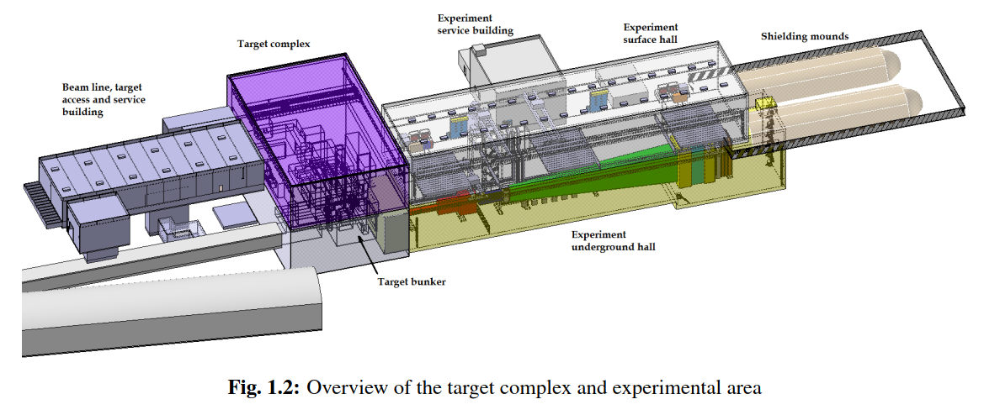 Experiment
service building
Experiment
surface hall
Shielding mounds
Target complex
Beam line, target
access and service
building
Experiment
underground hall
Target bunker
Fig. 1.2: Overview of the target complex and experimental area